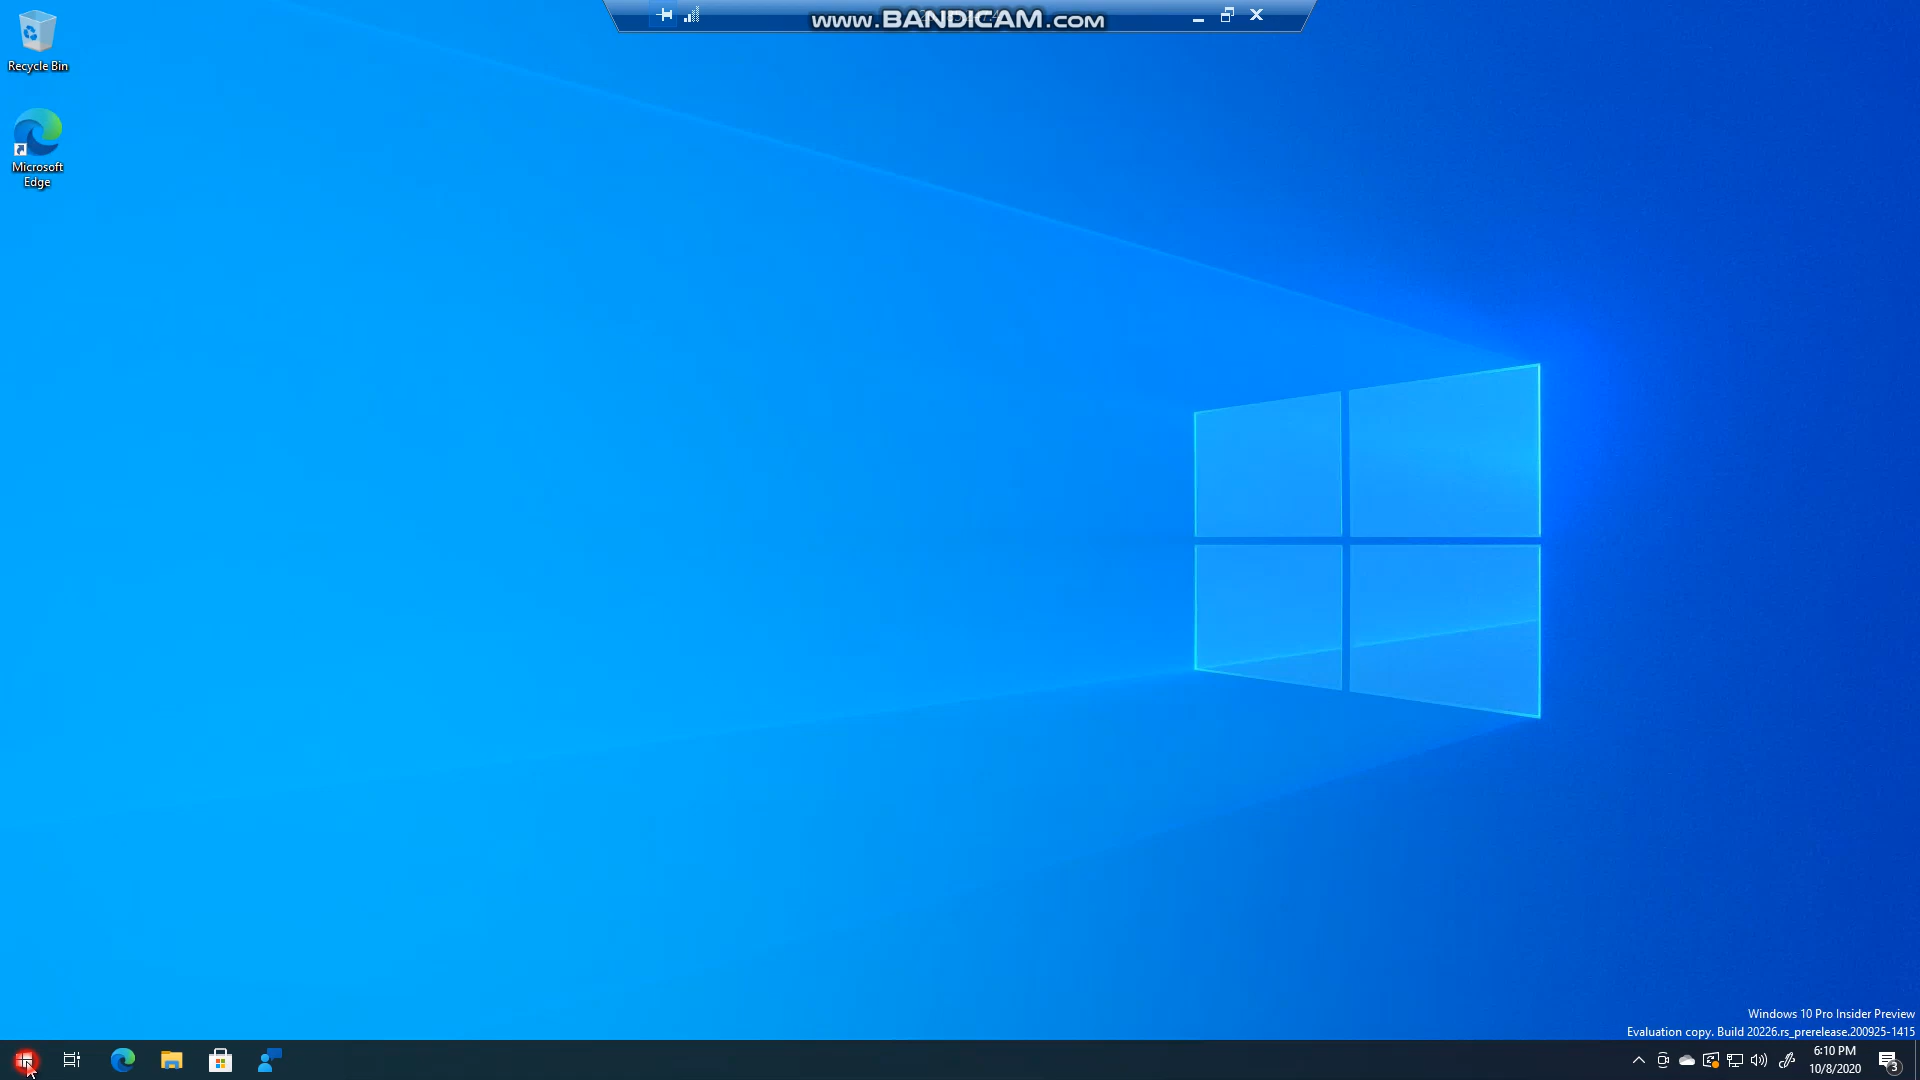 www.BANDICAM.com
Recycle Bin
Microsoft
Edge
Windows 10 Pro Insider Preview
Evaluation copy. Build 20226.rs_prerelease.200925-1415
6:10 PM
10/8/2020
3